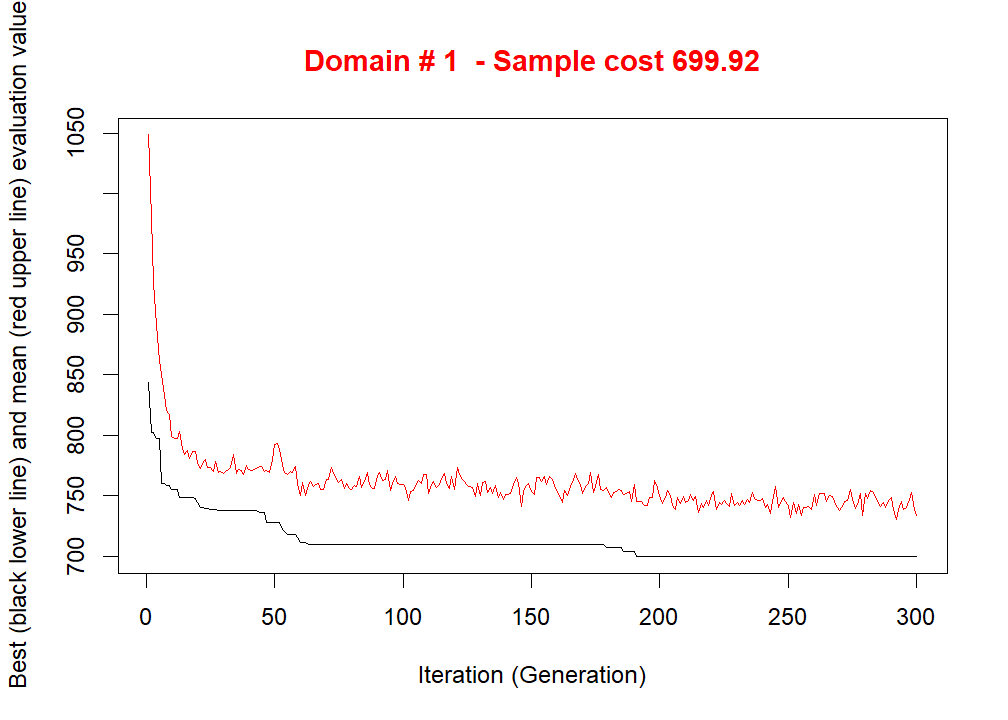 Domain # 1  - Sample cost 699.92
Best (black lower line) and mean (red upper line) evaluation value
1050
950
900
850
800
750
700
0 50 100 150 200 250 300
Iteration (Generation)